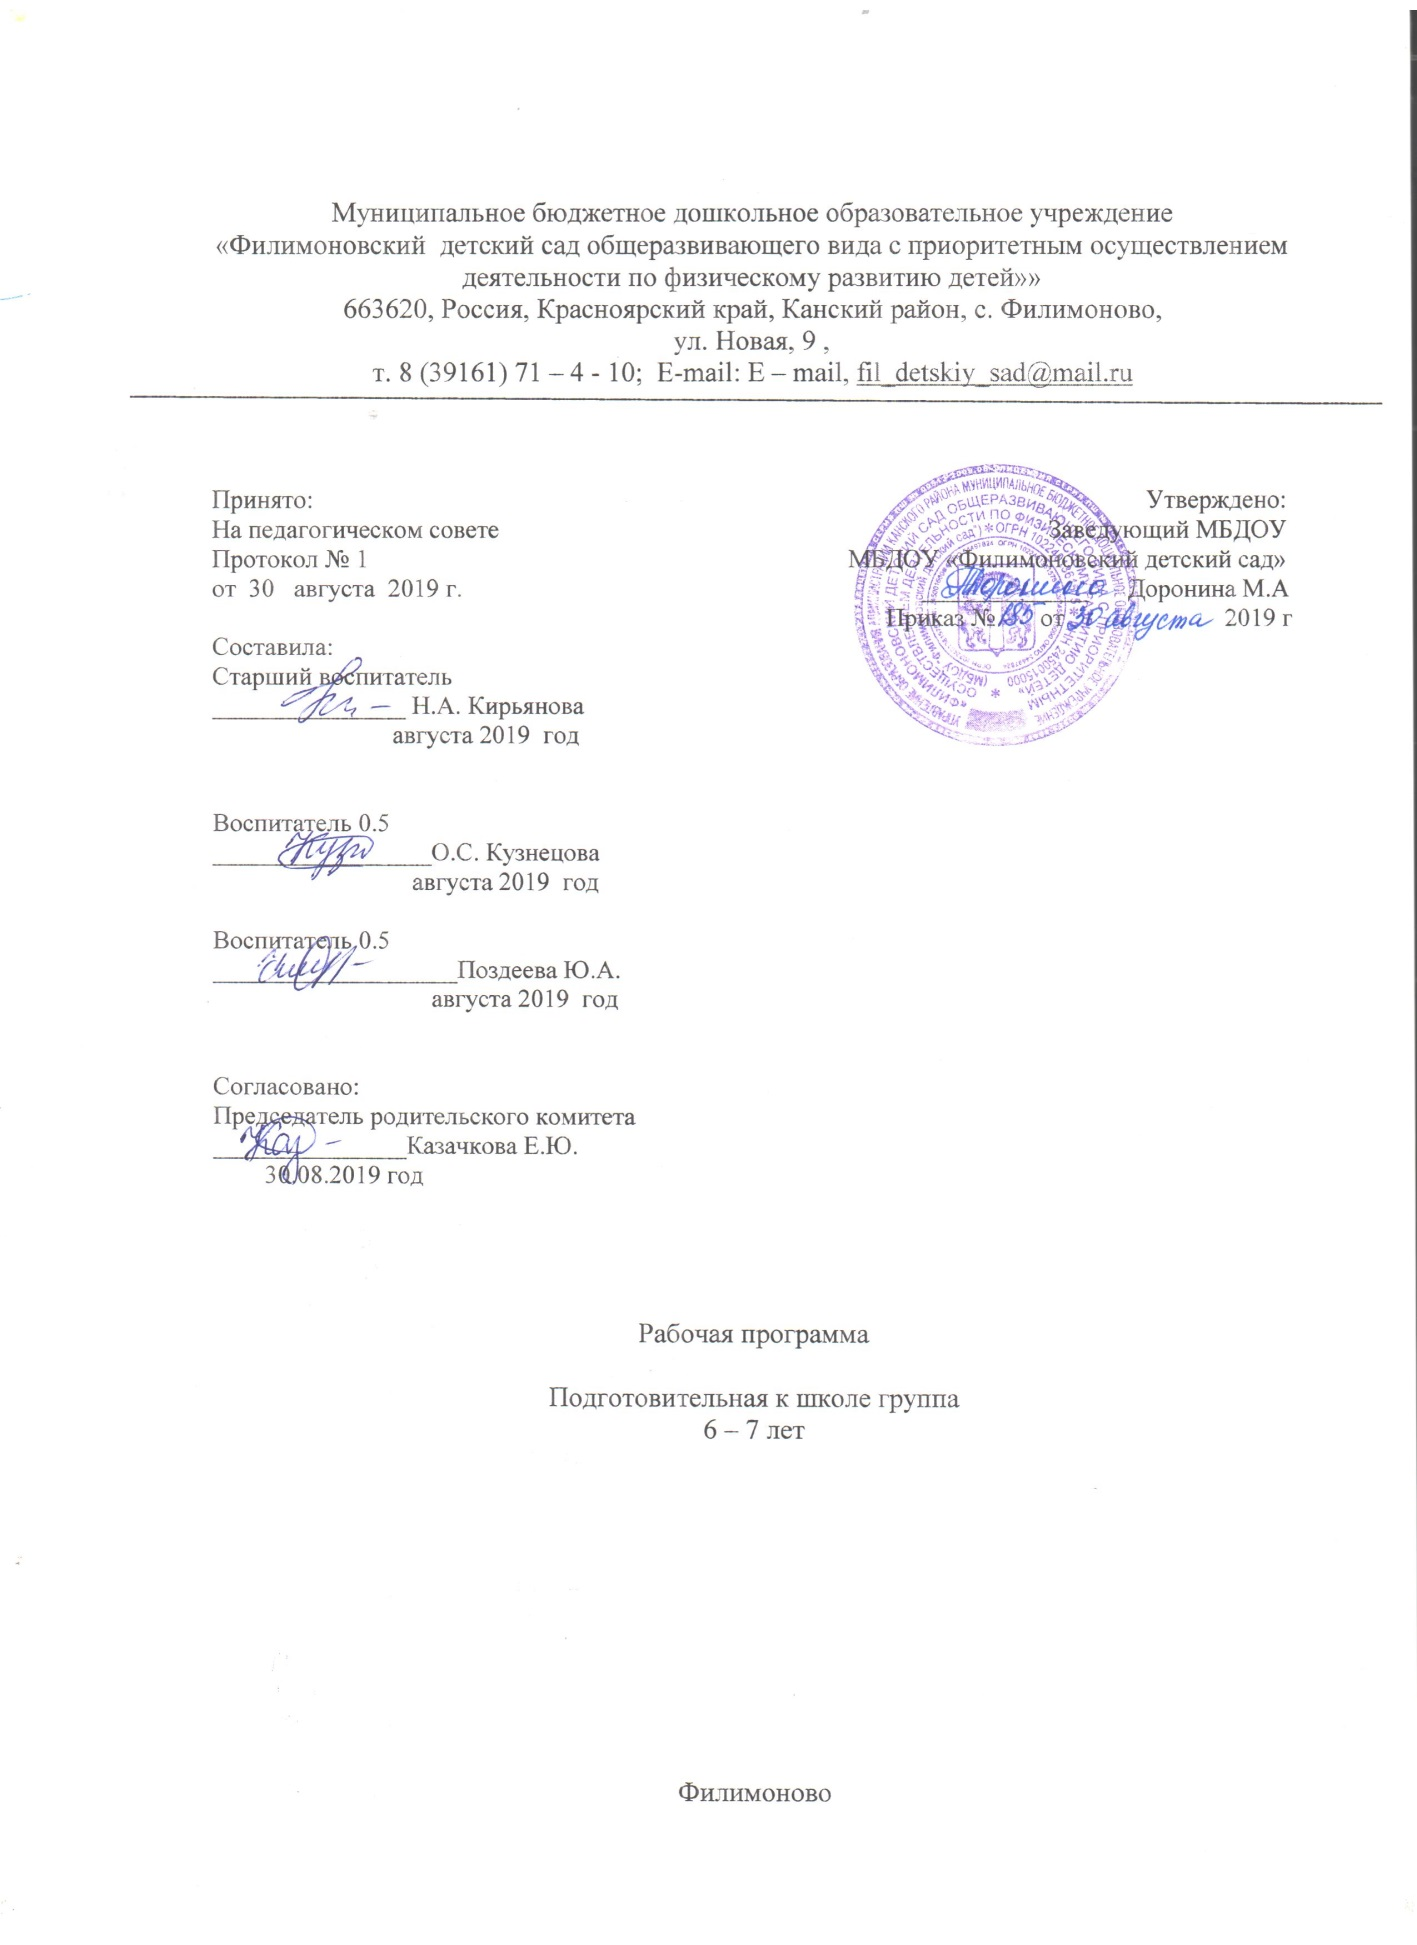 Муниципальное бюджетное дошкольное образовательное учреждение
«Филимоновский детский сад общеразвивающего вида с приоритетным осуществлением
деятельности по физическому развитию детей»»
663620, Россия, Красноярский край, Канский район, с. Филимоново,
ул. Новая, 9 ,
т. 8 (39161) 71 – 4 - 10; E-mail: E – mail, fil_detskiy_sad@mail.ru
Принято:
На педагогическом совете
Протокол № 1
от 30 августа 2019 г.
Утверждено:
Заведующий МБДОУ
МБДОУ «Филимоновский детский сад»
Доронина М.А
Приказ № 185 от 30 августа 2019 г
Составила:
Старший воспитатель
Н.А. Кирьянова
августа 2019 год
Воспитатель 0.5
О.С. Кузнецова
августа 2019 год
Воспитатель 0.5
Поздеева Ю.А.
августа 2019 год
Согласовано:
Председатель родительского комитета
Казачкова Е.Ю.
30.08.2019 год
Рабочая программа
Подготовительная к школе группа
6 – 7 лет
Филимоново